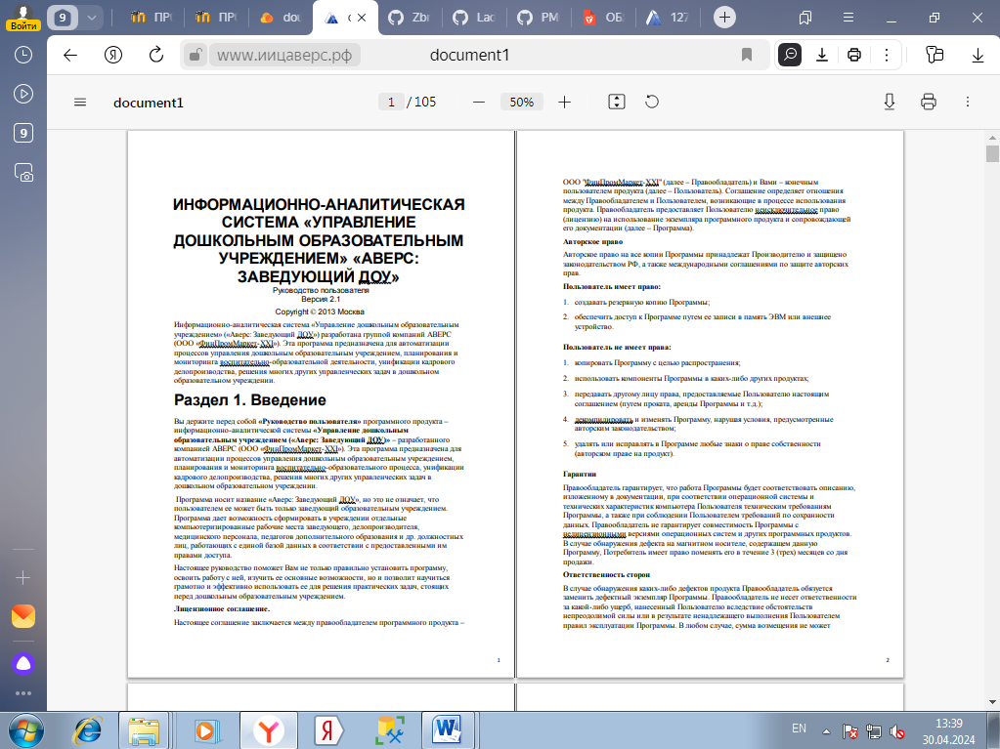 Войти
9
ПР
ПР
dou
Zbr
Lac
PM
ОБ
127
www.иицаверс.рф
document1
9
document1
1 / 105
50%
ИНФОРМАЦИОННО-АНАЛИТИЧЕСКАЯ
СИСТЕМА «УПРАВЛЕНИЕ
ДОШКОЛЬНЫМ ОБРАЗОВАТЕЛЬНЫМ
УЧРЕЖДЕНИЕМ» «АВЕРС:
ЗАВЕДУЮЩИЙ ДОУ»
Руководство пользователя
Версия 2.1
Copyright © 2013 Москва
Информационно-аналитическая система «Управление дошкольным образовательным
учреждением» («Аверс: Заведующий ДОУ») разработана группой компаний АВЕРС
(ООО «ФинПромМаркет-XXI»). Эта программа предназначена для автоматизации
процессов управления дошкольным образовательным учреждением, планирования и
мониторинга воспитательно-образовательной деятельности, унификации кадрового
делопроизводства, решения многих других управленческих задач в дошкольном
образовательном учреждении.
Раздел 1. Введение
Вы держите перед собой «Руководство пользователя» программного продукта –
информационно-аналитической системы «Управление дошкольным
образовательным учреждением («Аверс: Заведующий ДОУ)» – разработанного
компанией АВЕРС (ООО «ФинПромМаркет-XXI»). Эта программа предназначена для
автоматизации процессов управления дошкольным образовательным учреждением,
планирования и мониторинга воспитательно-образовательного процесса, унификации
кадрового делопроизводства, решения многих других управленческих задач в
дошкольном образовательном учреждении.
Программа носит название «Аверс: Заведующий ДОУ», но это не означает, что
пользователем ее может быть только заведующий образовательным учреждением.
Программа дает возможность сформировать в учреждении отдельные
компьютеризированные рабочие места заведующего, делопроизводителя,
медицинского персонала, педагогов дополнительного образования и др. должностных
лиц, работающих с единой базой данных в соответствии с предоставленными им
правами доступа.
Настоящее руководство поможет Вам не только правильно установить программу,
освоить работу с ней, изучить ее основные возможности, но и позволит научиться
грамотно и эффективно использовать ее для решения практических задач, стоящих
перед дошкольным образовательным учреждением.
Лицензионное соглашение.
Настоящее соглашение заключается между правообладателем программного продукта –
1
ООО "ФинПромМаркет-XXI" (далее – Правообладатель) и Вами – конечным
пользователем продукта (далее – Пользователь). Соглашение определяет отношения
между Правообладателем и Пользователем, возникающие в процессе использования
продукта. Правообладатель предоставляет Пользователю неисключительное право
(лицензию) на использование экземпляра программного продукта и сопровождающей
его документации (далее – Программа).
Авторское право
Авторское право на все копии Программы принадлежат Производителю и защищено
законодательством РФ, а также международными соглашениями по защите авторских
прав.
Пользователь имеет право:
1. создавать резервную копию Программы;
2. обеспечить доступ к Программе путем ее записи в память ЭВМ или внешнее
устройство.
Пользователь не имеет права:
1. копировать Программу с целью распространения;
2. использовать компоненты Программы в каких-либо других продуктах;
3. передавать другому лицу права, предоставляемые Пользователю настоящим
соглашением (путем проката, аренды Программы и т.д.);
4. декомпилировать и изменять Программу, нарушая условия, предусмотренные
авторским законодательством;
5. удалять или исправлять в Программе любые знаки о праве собственности
(авторском праве на продукт).
Гарантии
Правообладатель гарантирует, что работа Программы будет соответствовать описанию,
изложенному в документации, при соответствии операционной системы и
технических характеристик компьютера Пользователя техническим требованиям
Программы, а также при соблюдении Пользователем требований по сохранности
данных. Правообладатель не гарантирует совместимость Программы с
нелицензионными версиями операционных систем и других программных продуктов.
В случае обнаружения дефекта на магнитном носителе, содержащем данную
Программу, Потребитель имеет право поменять его в течение 3 (трех) месяцев со дня
продажи.
Ответственность сторон
В случае обнаружения каких-либо дефектов продукта Правообладатель обязуется
заменить дефектный экземпляр Программы. Правообладатель не несет ответственности
за какой-либо ущерб, нанесенный Пользователю вследствие обстоятельств
непреодолимой силы или в результате ненадлежащего выполнения Пользователем
правил эксплуатации Программы. В любом случае, сумма возмещения не может
2
EN
13:39
30.04.2024